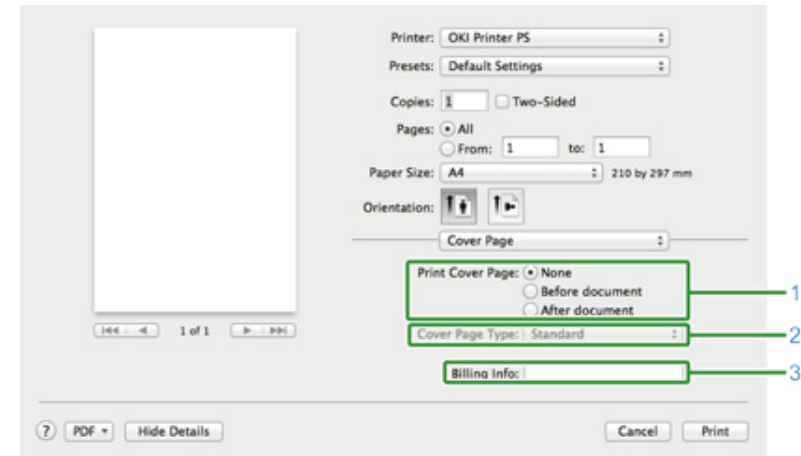 Printer: OKI Printer PS
Presets: Default Settings
Copies: 1 Two-Sided
Pages: All
From: 1 to: 1
Paper Size: A4 210 by 297 mm
Orientation:
Cover Page
Print Cover Page: None
Before document
After document
1
Cover Page Type: Standard
2
Billing Info:
3
1 of 1
? PDF Hide Details Cancel Print